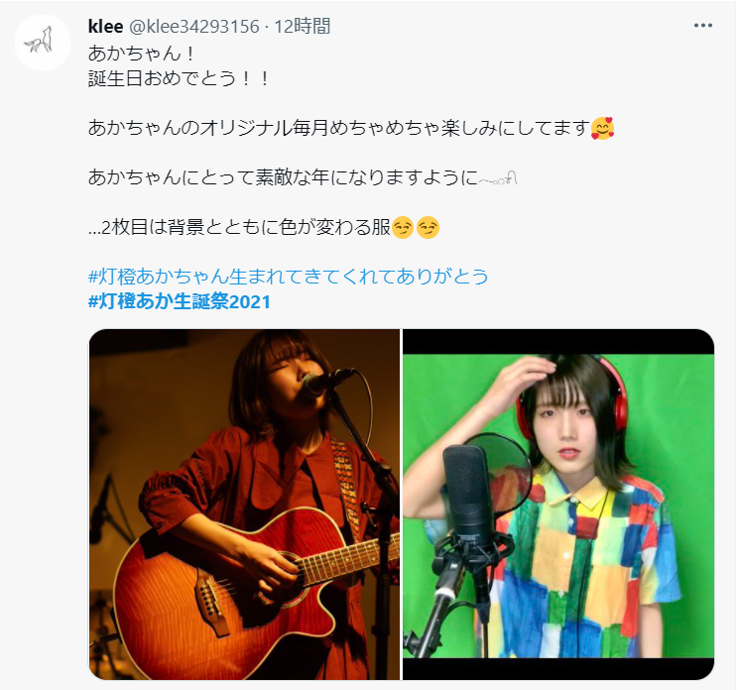 klee @klee34293156 · 12時間
あかちゃん！
誕生日おめでとう！！
あかちゃんのオリジナル毎月めちゃめちゃ楽しみにしてます🥰
あかちゃんにとって素敵な年になりますように
...2枚目は背景とともに色が変わる服😏😏
#灯橙あかちゃん生まれてきてくれてありがとう
#灯橙あか生誕祭2021